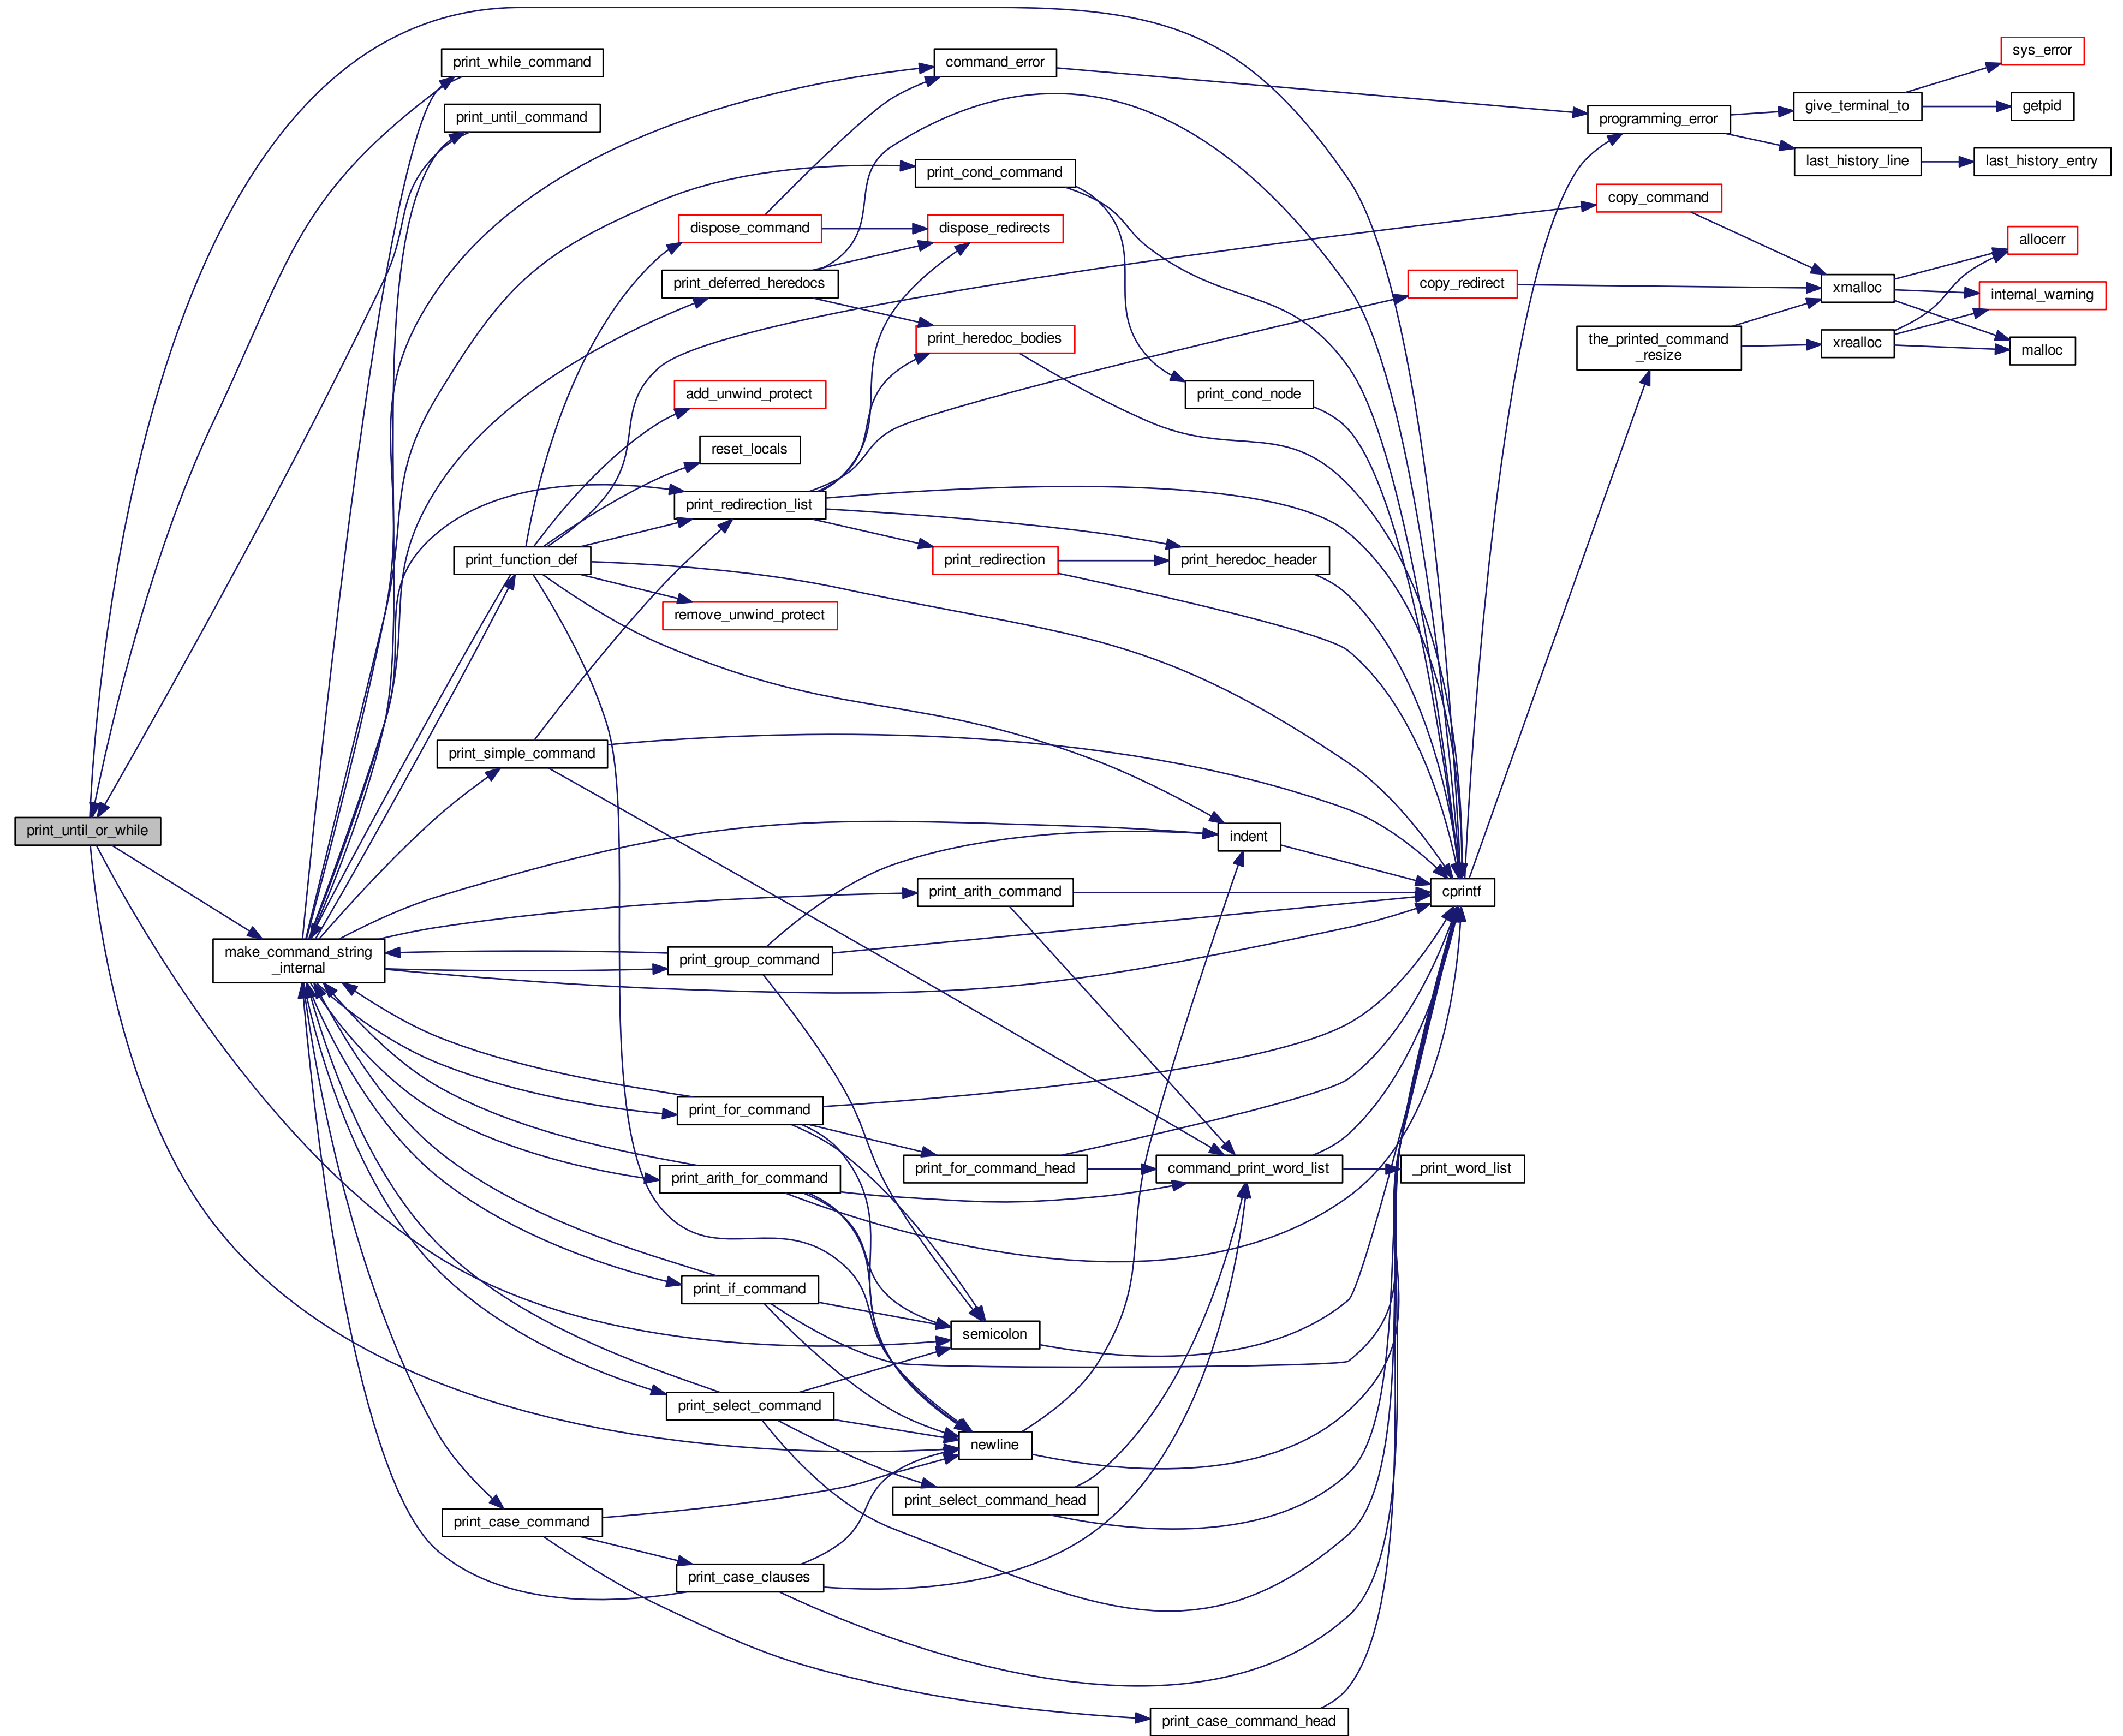 print_while_command
print_until_command
command_error
sys_error
programming_error
give_terminal_to
getpid
last_history_line
last_history_entry
print_cond_command
copy_command
dispose_command
dispose_redirects
allocerr
print_deferred_heredocs
copy_redirect
xmalloc
internal_warning
print_heredoc_bodies
the_printed_command
_resize
xrealloc
malloc
add_unwind_protect
print_cond_node
reset_locals
print_redirection_list
print_function_def
print_redirection
print_heredoc_header
remove_unwind_protect
print_simple_command
print_until_or_while
indent
print_arith_command
cprintf
make_command_string
_internal
print_group_command
print_for_command
print_for_command_head
command_print_word_list
_print_word_list
print_arith_for_command
print_if_command
semicolon
print_select_command
newline
print_select_command_head
print_case_command
print_case_clauses
print_case_command_head